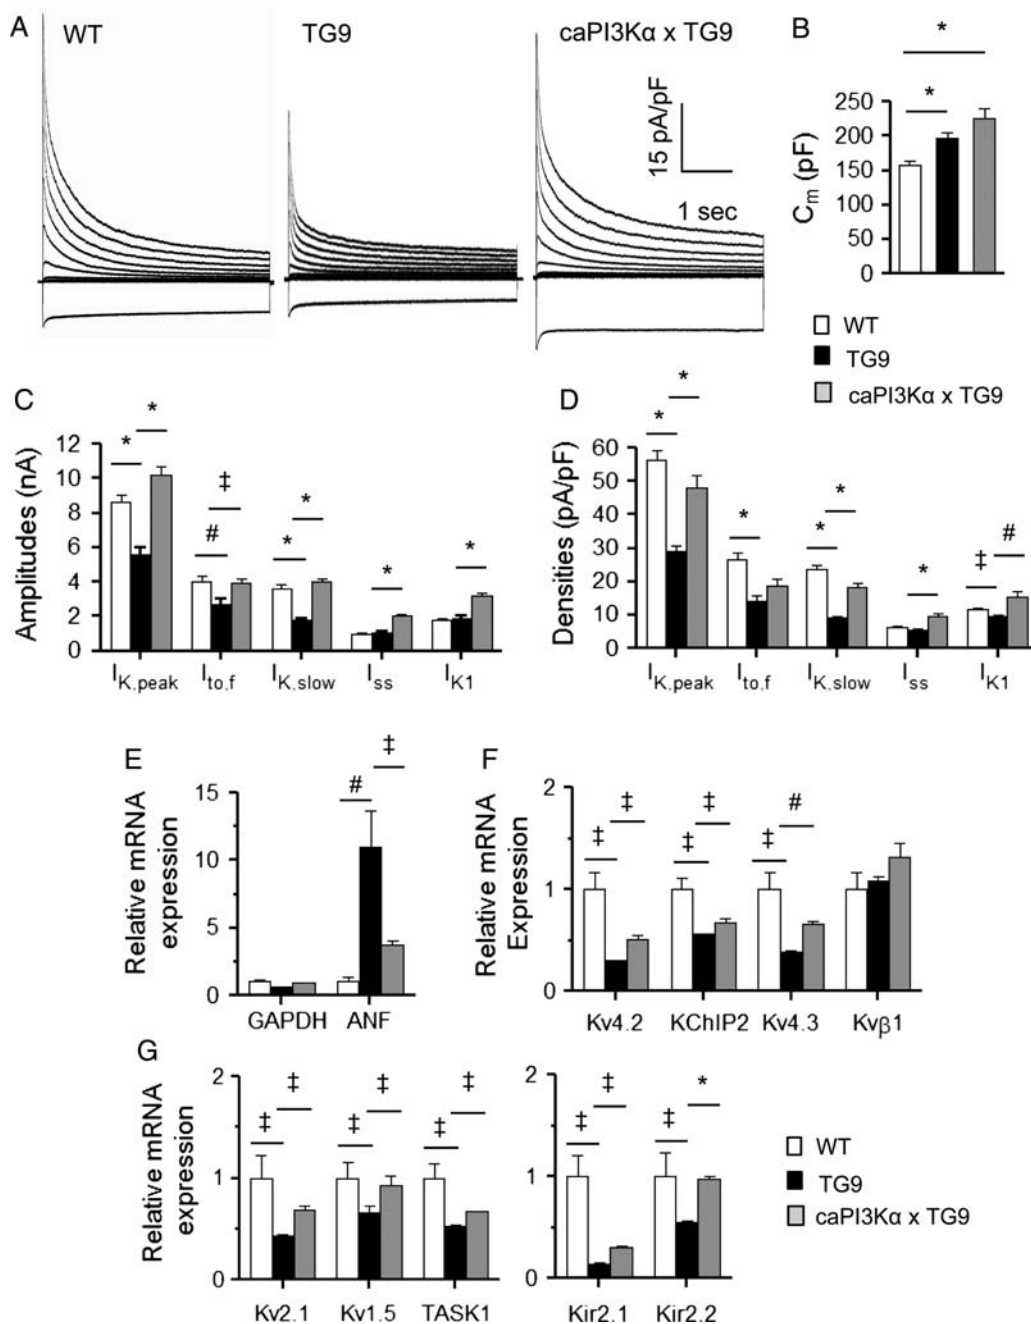 A
WT
TG9
caPI3Kα x TG9
15 pA/pF
1 sec
B
*
*
Cm (pF)
250
200
150
100
50
0
WT
TG9
caPI3Kα x TG9
C
Amplitudes (nA)
12
10
8
6
4
2
0
* * # ‡ * * * *
IK,peak Ito,f IK,slow Iss IK1
D
Densities (pA/pF)
60
50
40
30
20
10
0
* * * * * * ‡ #
IK,peak Ito,f IK,slow Iss IK1
E
Relative mRNA
expression
15
10
5
0
# ‡
GAPDH ANF
F
Relative mRNA
Expression
2
1
0
‡ ‡ ‡ ‡ ‡ #
Kv4.2 KChIP2 Kv4.3 Kvβ1
G
Relative mRNA
expression
2
1
0
‡ ‡ ‡ ‡ ‡ ‡
Kv2.1 Kv1.5 TASK1
2
1
0
‡ ‡ ‡ *
Kir2.1 Kir2.2
WT
TG9
caPI3Kα x TG9